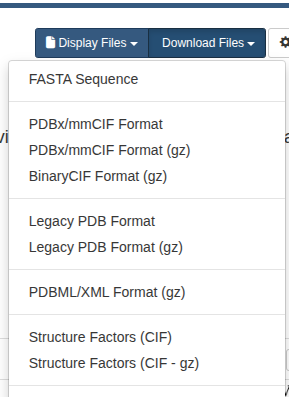 Display Files Download Files
FASTA Sequence
PDBx/mmCIF Format
PDBx/mmCIF Format (gz)
BinaryCIF Format (gz)
Legacy PDB Format
Legacy PDB Format (gz)
PDBML/XML Format (gz)
Structure Factors (CIF)
Structure Factors (CIF - gz)